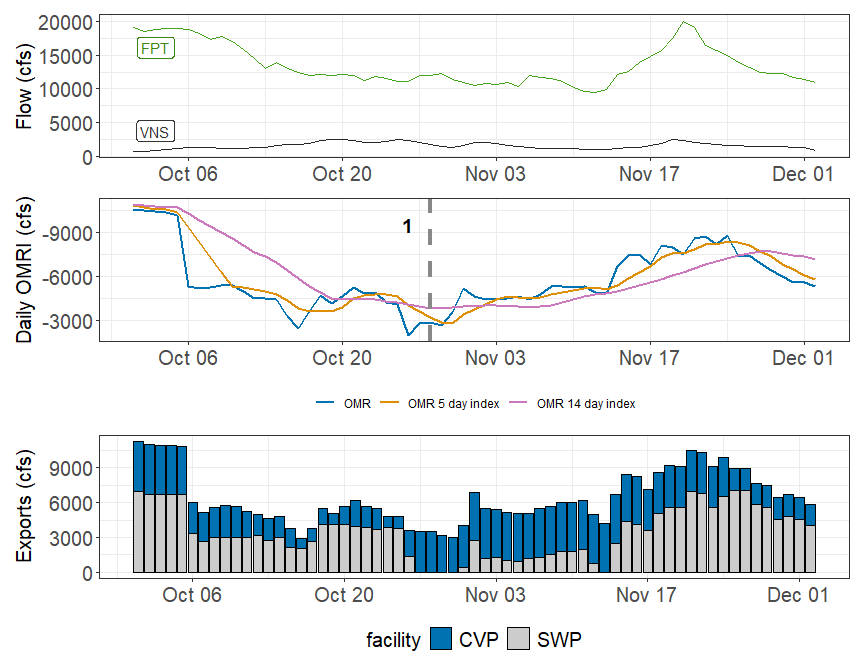 Flow (cfs)
20000
15000
10000
5000
0
FPT
VNS
Oct 06 Oct 20 Nov 03 Nov 17 Dec 01
Daily OMRI (cfs)
-9000
-6000
-3000
1
Oct 06 Oct 20 Nov 03 Nov 17 Dec 01
OMR OMR 5 day index OMR 14 day index
Exports (cfs)
9000
6000
3000
0
Oct 06 Oct 20 Nov 03 Nov 17 Dec 01
facility CVP SWP